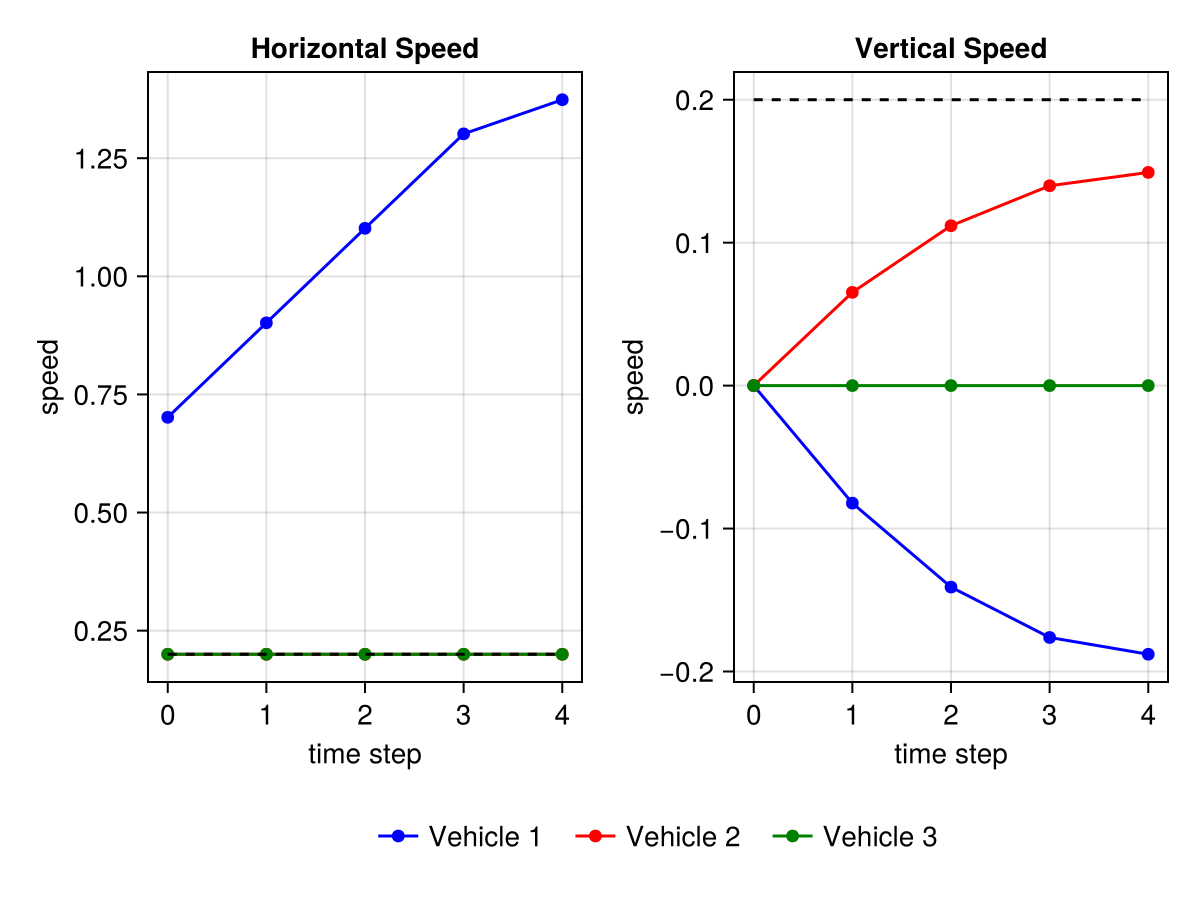 Horizontal Speed
speed
1.25
1.00
0.75
0.50
0.25
0 1 2 3 4
time step
Vertical Speed
speed
0.2
0.1
0.0
−0.1
−0.2
0 1 2 3 4
time step
Vehicle 1 Vehicle 2 Vehicle 3